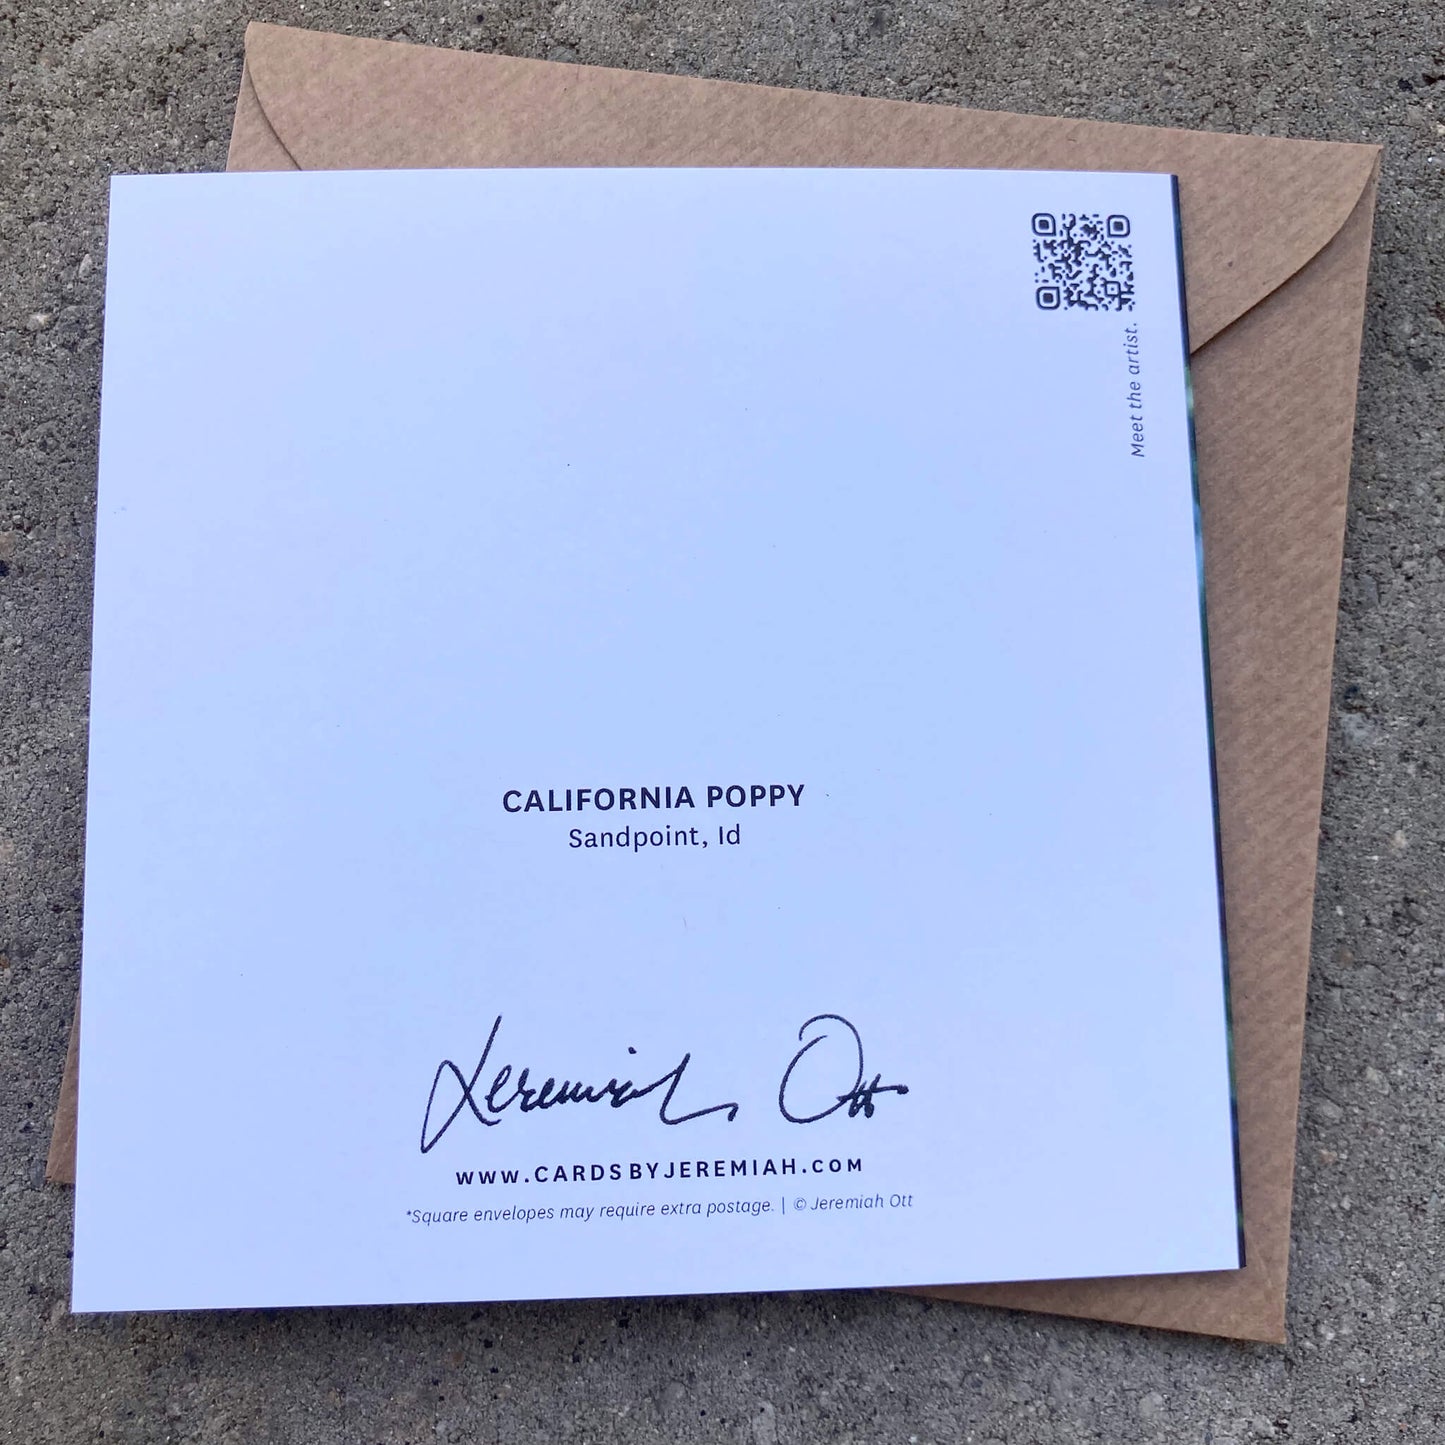 Meet the artist.
CALIFORNIA POPPY
Sandpoint, Id
Jeremiah Ott
WWW.CARDSBYJEREMIAH.COM
*Square envelopes may require extra postage. | © Jeremiah Ott